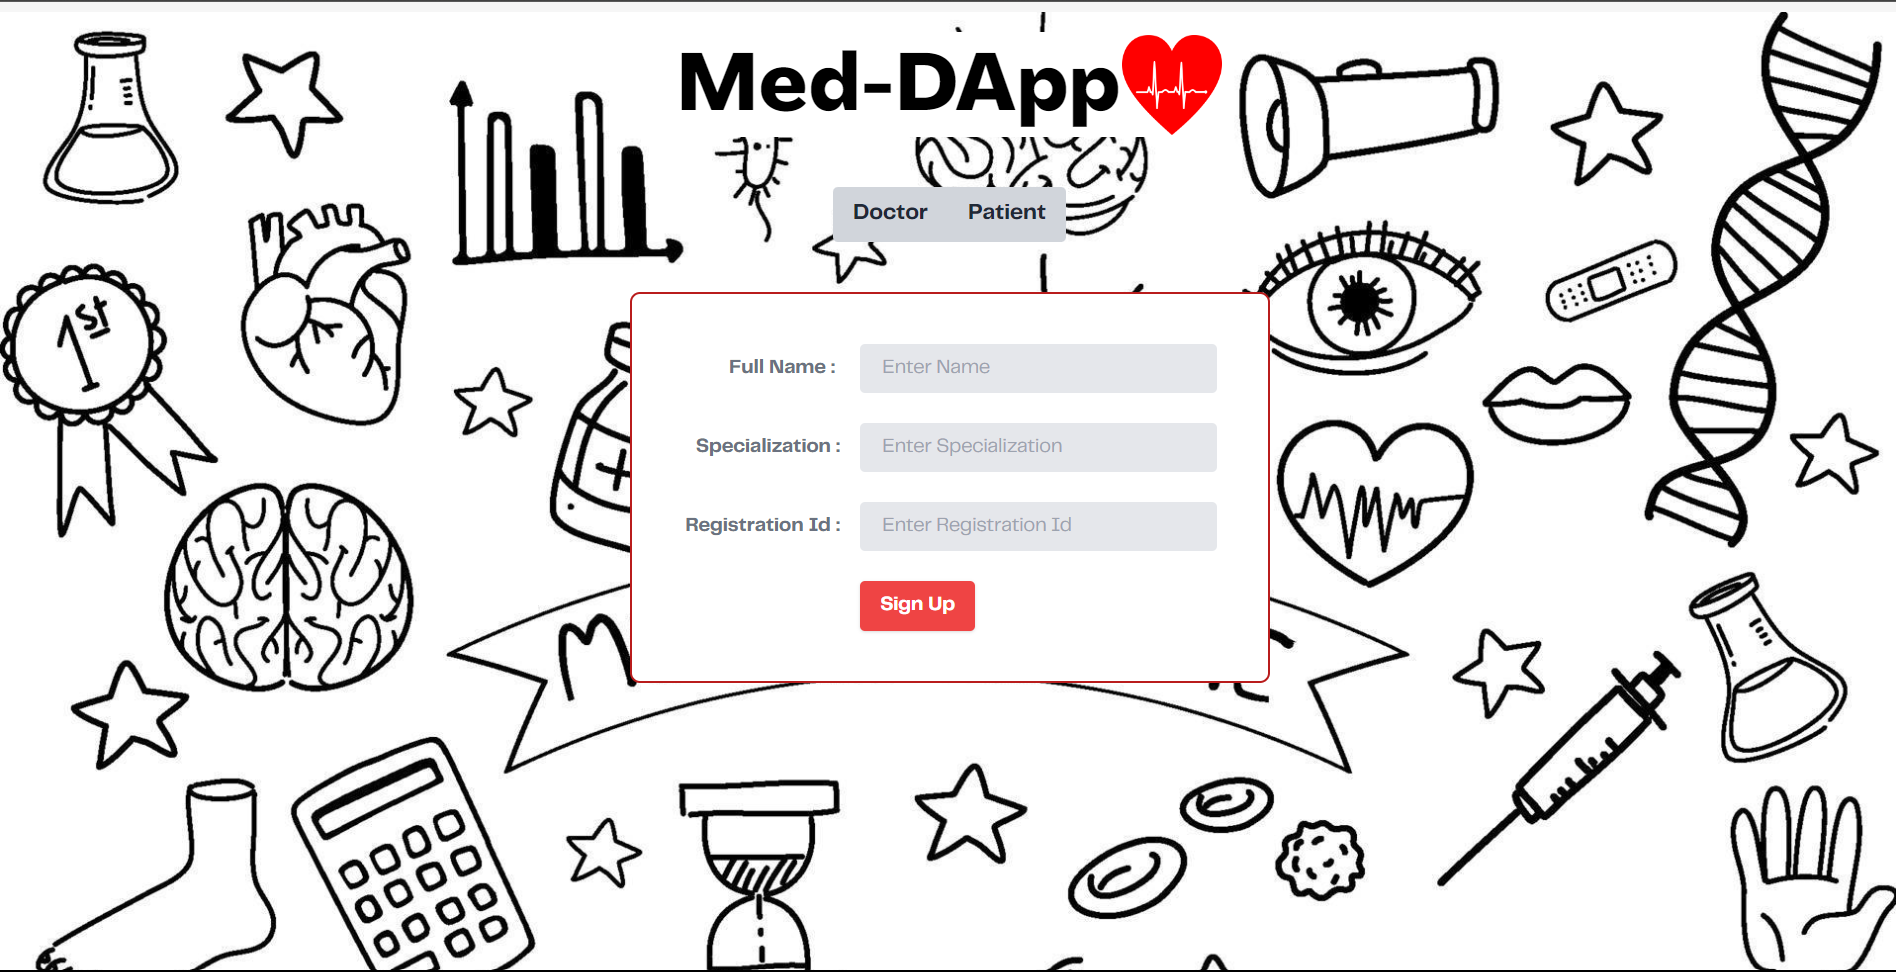 Med-DApp
Doctor Patient
1st
Full Name : Enter Name
Specialization : Enter Specialization
Registration Id : Enter Registration Id
Sign Up